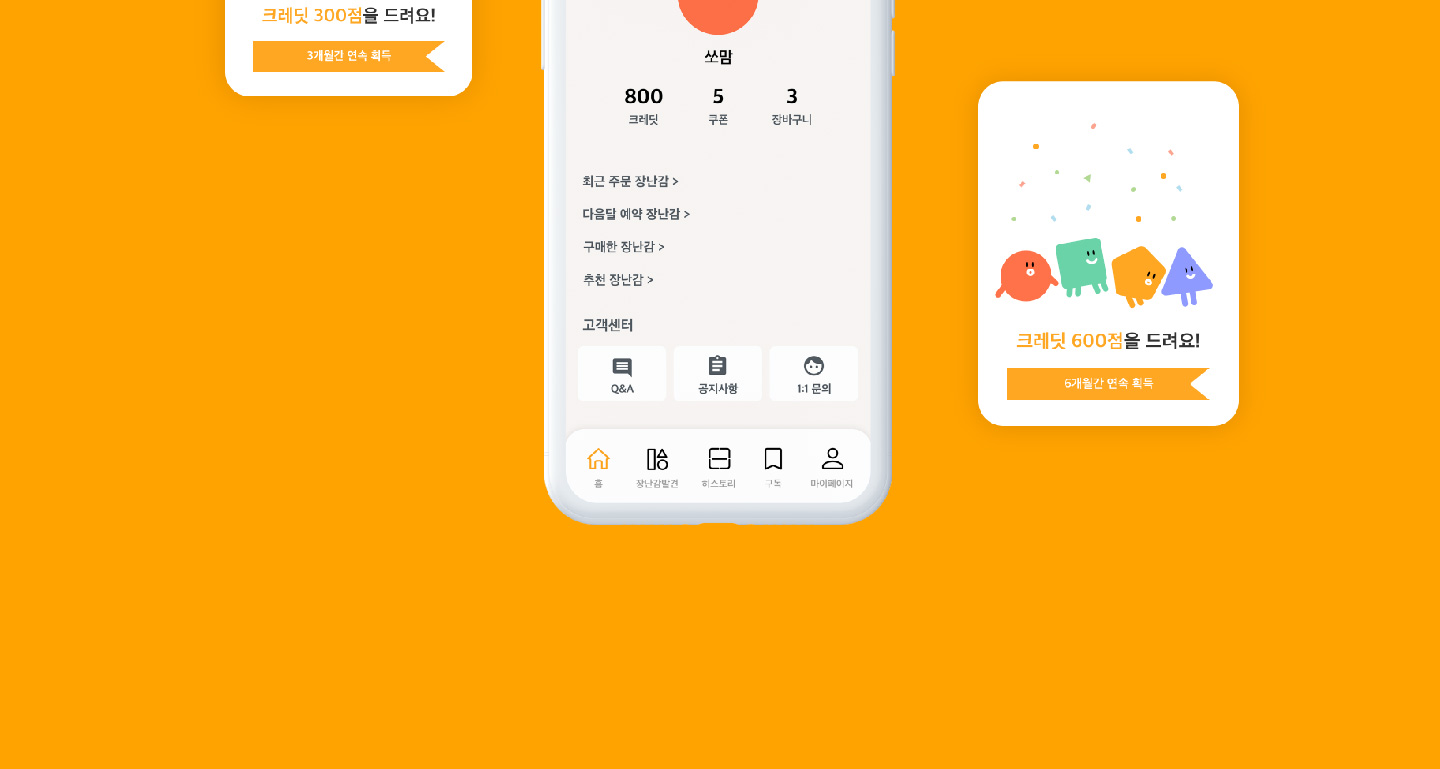 크레딧 300점을 드려요!
3개월간 연속 획득
쏘맘
800 5 3
크레딧 쿠폰 장바구니
최근 주문 장난감 >
다음달 예약 장난감 >
구매한 장난감 >
추천 장난감 >
고객센터
Q&A 공지사항 1:1 문의
홈 장난감발견 히스토리 구독 마이페이지
크레딧 600점을 드려요!
6개월간 연속 획득